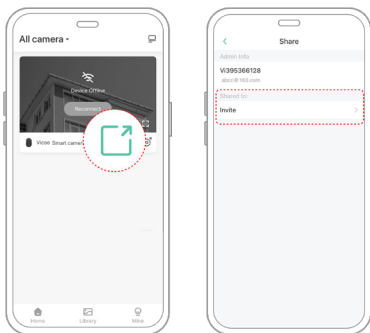 All camera
Device Offline
Reconnect
Vicoo Smart camera
Home
Library
Mine
Share
Admin Info
Vi395366128
abcc@163.com
Shared to:
Invite